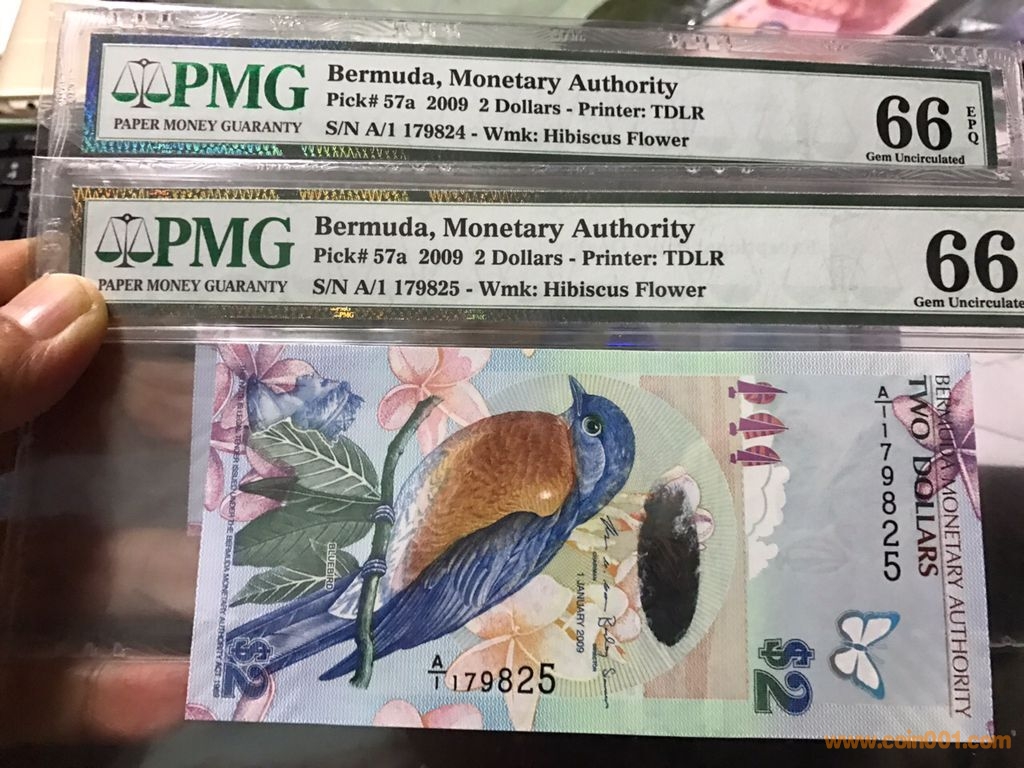 PMG
PAPER MONEY GUARANTY
Bermuda, Monetary Authority
Pick# 57a 2009 2 Dollars - Printer: TDLR
S/N A/1 179824 - Wmk: Hibiscus Flower
66
EPQ
Gem Uncirculated
PMG
PAPER MONEY GUARANTY
Bermuda, Monetary Authority
Pick# 57a 2009 2 Dollars - Printer: TDLR
S/N A/1 179825 - Wmk: Hibiscus Flower
66
Gem Uncirculate
BERMUDA MONETARY AUTHORITY
TWO DOLLARS
A/1 179825
BLUEBIRD
1 JANUARY 2009
$2
A/1 179825
$2
www.coin001.com